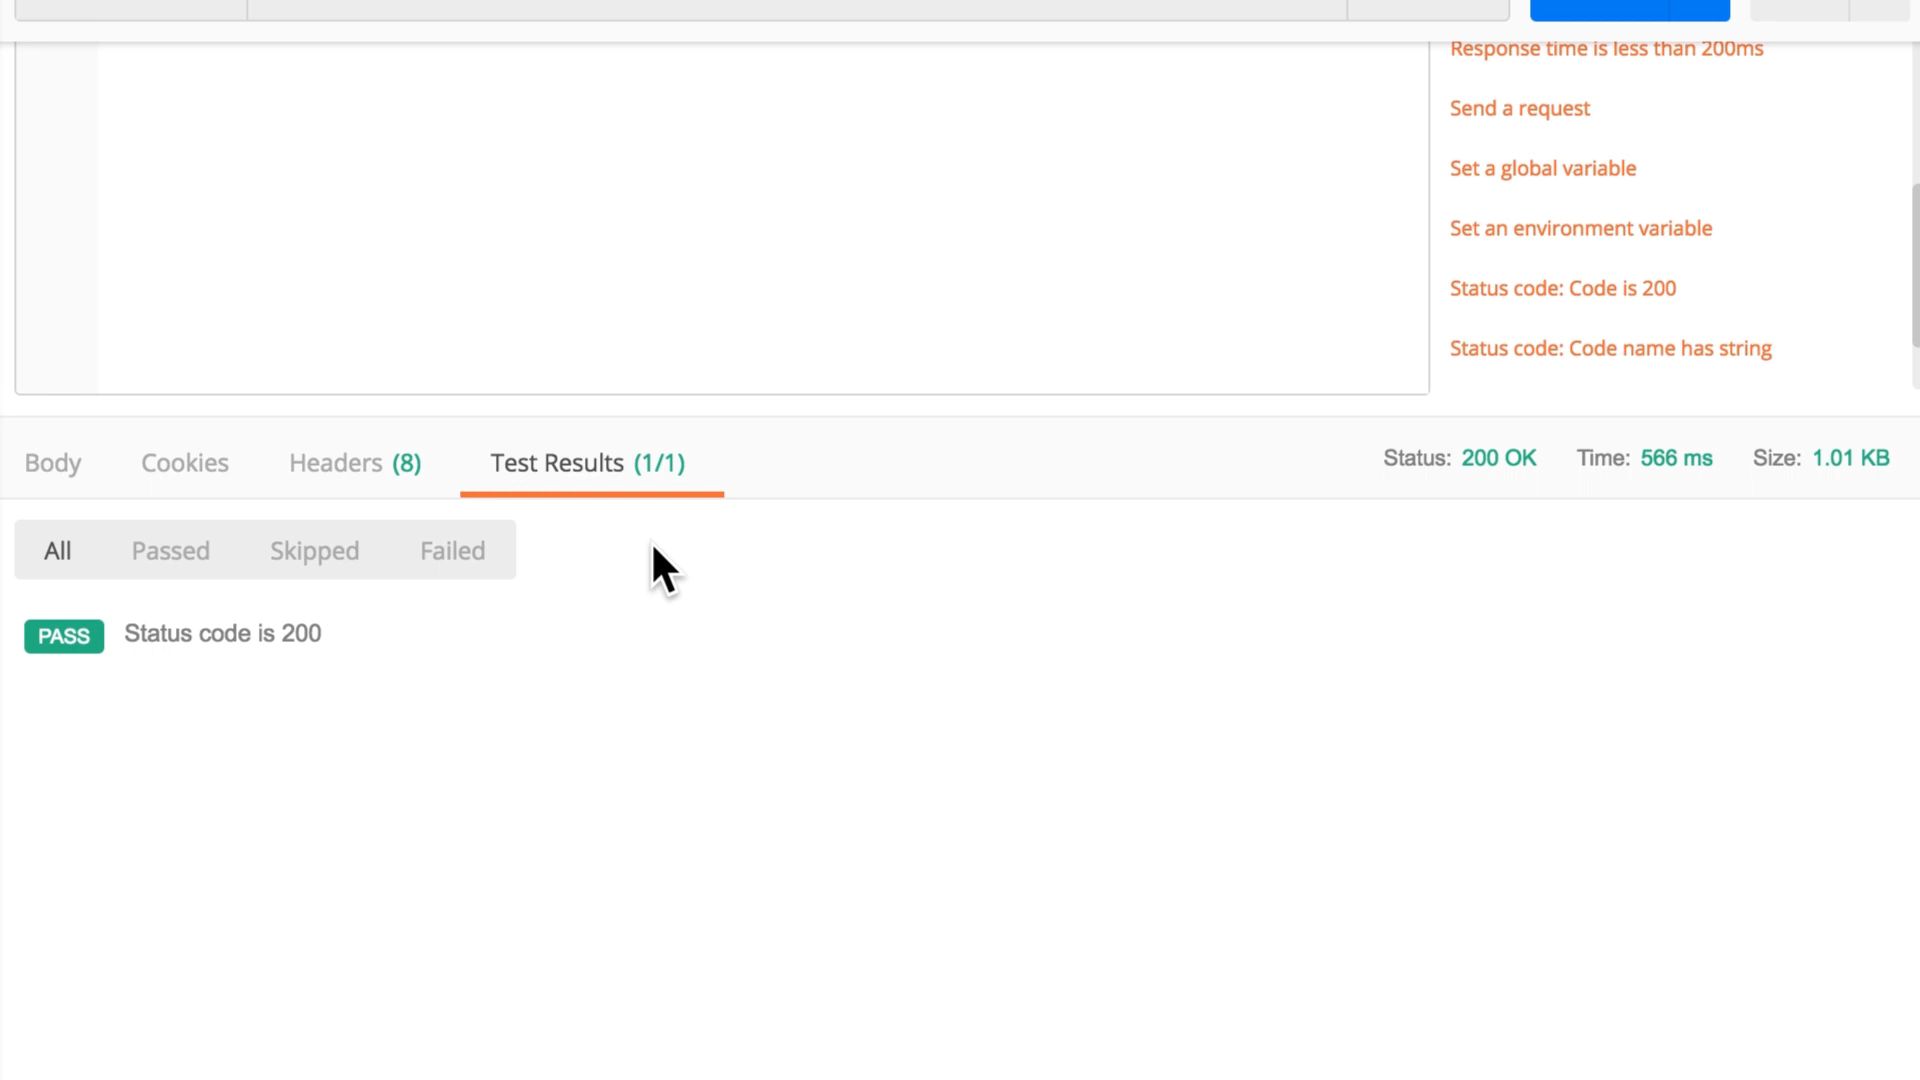 Response time is less than 200ms
Send a request
Set a global variable
Set an environment variable
Status code: Code is 200
Status code: Code name has string
Body Cookies Headers (8) Test Results (1/1) Status: 200 OK Time: 566 ms Size: 1.01 KB
All Passed Skipped Failed
PASS Status code is 200